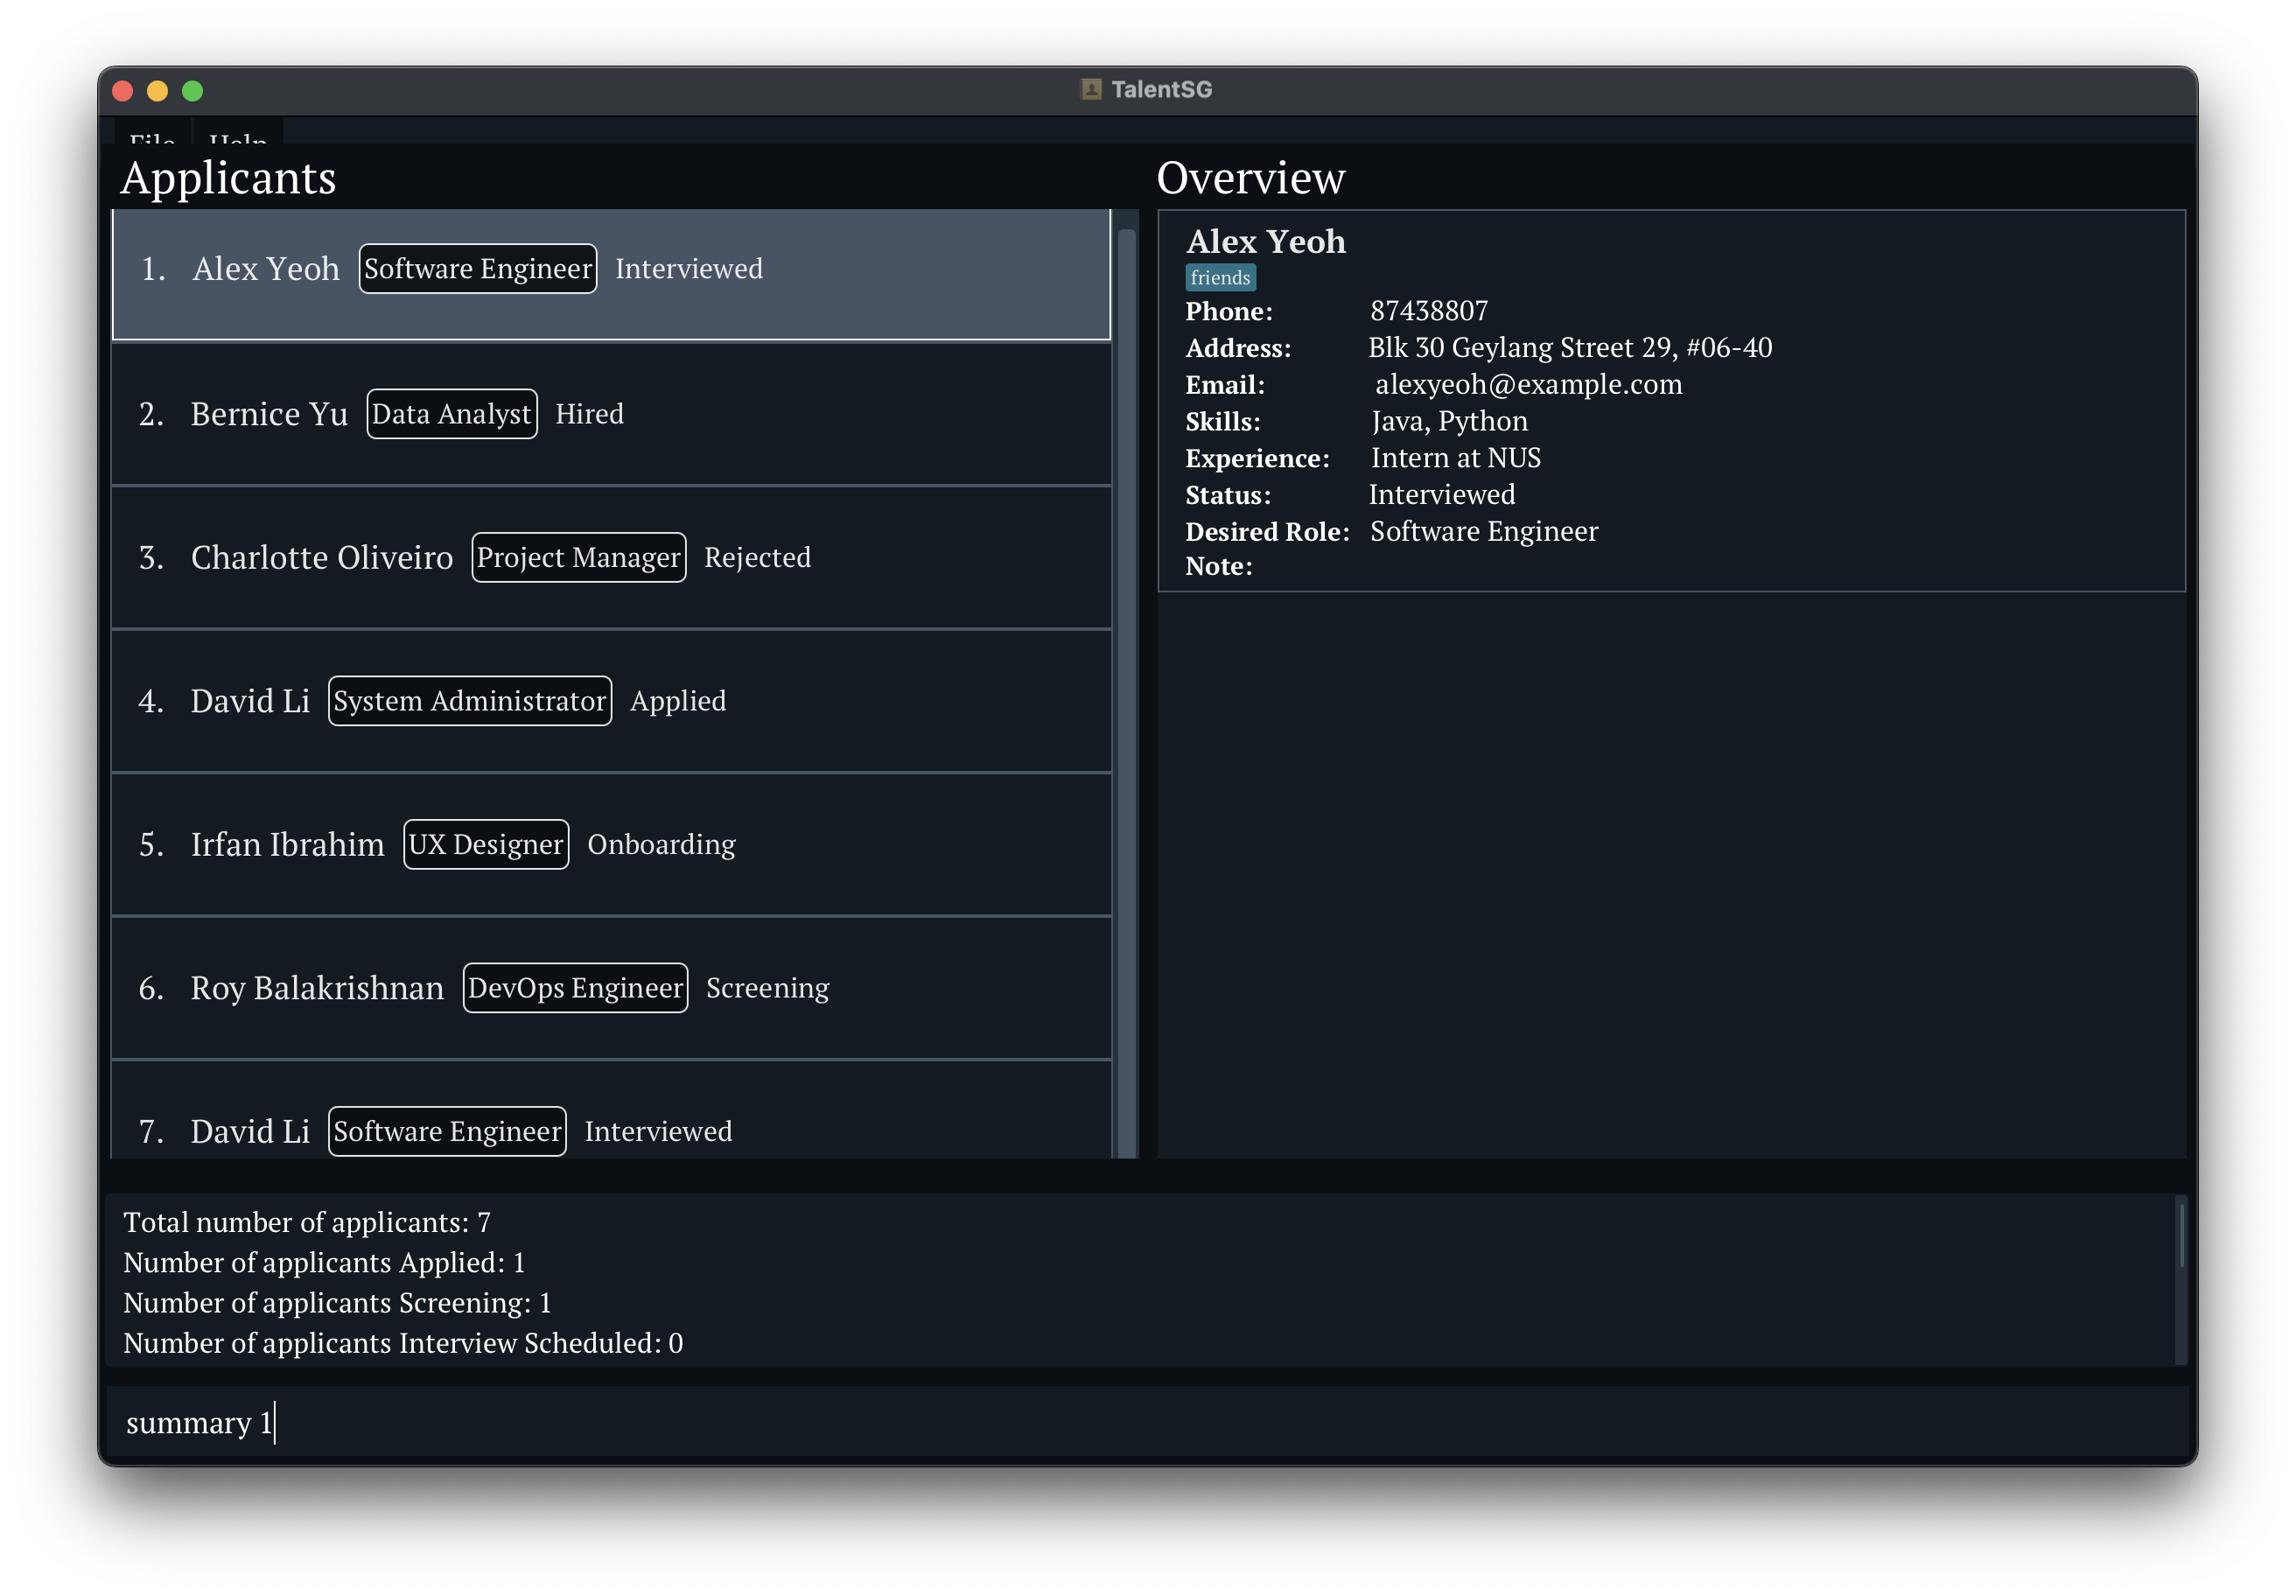 TalentSG
File Help
Applicants
1. Alex Yeoh Software Engineer Interviewed
2. Bernice Yu Data Analyst Hired
3. Charlotte Oliveiro Project Manager Rejected
4. David Li System Administrator Applied
5. Irfan Ibrahim UX Designer Onboarding
6. Roy Balakrishnan DevOps Engineer Screening
7. David Li Software Engineer Interviewed
Overview
Alex Yeoh
friends
Phone: 87438807
Address: Blk 30 Geylang Street 29, #06-40
Email: alexyeoh@example.com
Skills: Java, Python
Experience: Intern at NUS
Status: Interviewed
Desired Role: Software Engineer
Note:
Total number of applicants: 7
Number of applicants Applied: 1
Number of applicants Screening: 1
Number of applicants Interview Scheduled: 0
summary 1